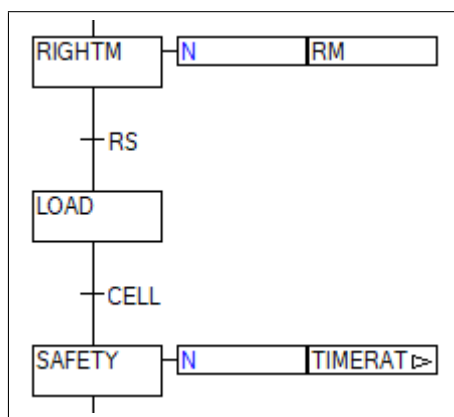 RIGHTM N RM
RS
LOAD
CELL
SAFETY N TIMERAT